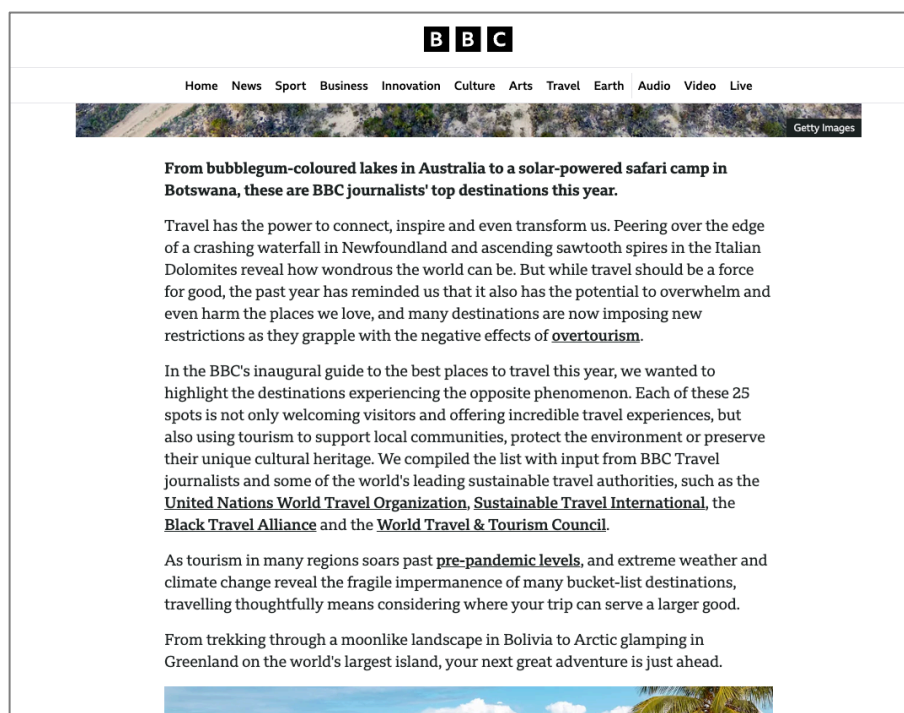 BBC
Home News Sport Business Innovation Culture Arts Travel Earth Audio Video Live
Getty Images
From bubblegum-coloured lakes in Australia to a solar-powered safari camp in
Botswana, these are BBC journalists' top destinations this year.
Travel has the power to connect, inspire and even transform us. Peering over the edge
of a crashing waterfall in Newfoundland and ascending sawtooth spires in the Italian
Dolomites reveal how wondrous the world can be. But while travel should be a force
for good, the past year has reminded us that it also has the potential to overwhelm and
even harm the places we love, and many destinations are now imposing new
restrictions as they grapple with the negative effects of overtourism.
In the BBC's inaugural guide to the best places to travel this year, we wanted to
highlight the destinations experiencing the opposite phenomenon. Each of these 25
spots is not only welcoming visitors and offering incredible travel experiences, but
also using tourism to support local communities, protect the environment or preserve
their unique cultural heritage. We compiled the list with input from BBC Travel
journalists and some of the world's leading sustainable travel authorities, such as the
United Nations World Travel Organization, Sustainable Travel International, the
Black Travel Alliance and the World Travel & Tourism Council.
As tourism in many regions soars past pre-pandemic levels, and extreme weather and
climate change reveal the fragile impermanence of many bucket-list destinations,
travelling thoughtfully means considering where your trip can serve a larger good.
From trekking through a moonlike landscape in Bolivia to Arctic glamping in
Greenland on the world's largest island, your next great adventure is just ahead.